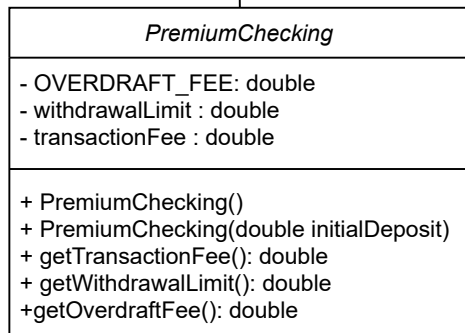 PremiumChecking
- OVERDRAFT_FEE: double
- withdrawalLimit : double
- transactionFee : double
+ PremiumChecking()
+ PremiumChecking(double initialDeposit)
+ getTransactionFee(): double
+ getWithdrawalLimit(): double
+getOverdraftFee(): double